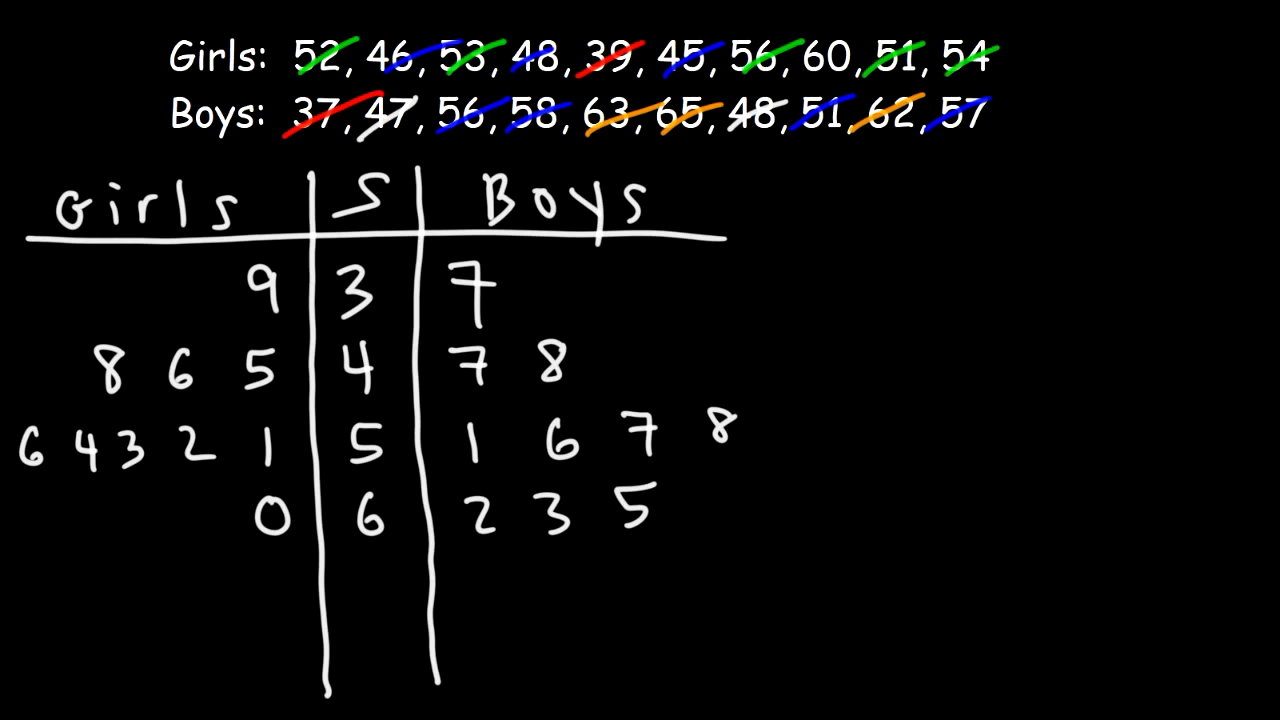 Girls: 52, 46, 53, 48, 39, 45, 56, 60, 51, 54
Boys: 37, 47, 56, 58, 63, 65, 48, 51, 62, 57
Girls S Boys
9 3 7
8 6 5 4 7 8
6 4 3 2 1 5 1 6 7 8
0 6 2 3 5